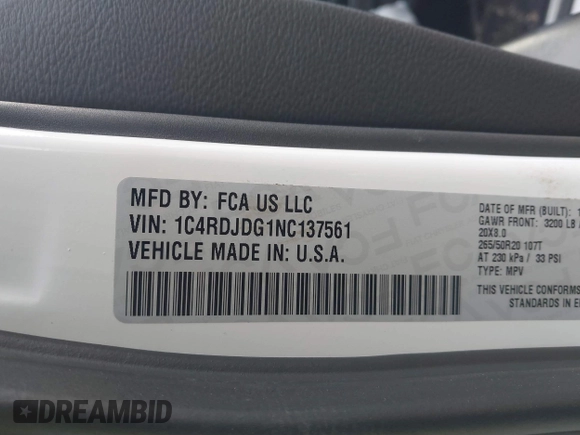 MFD BY: FCA US LLC
VIN: 1C4RDJDG1NC137561
VEHICLE MADE IN: U.S.A.
DATE OF MFR (BUILT): 1
GAWR FRONT: 3200 LB
20X8.0
265/50R20 107T
AT 230 kPa / 33 PSI
TYPE: MPV
THIS VEHICLE CONFORMS
STANDARDS IN E
DREAMBID